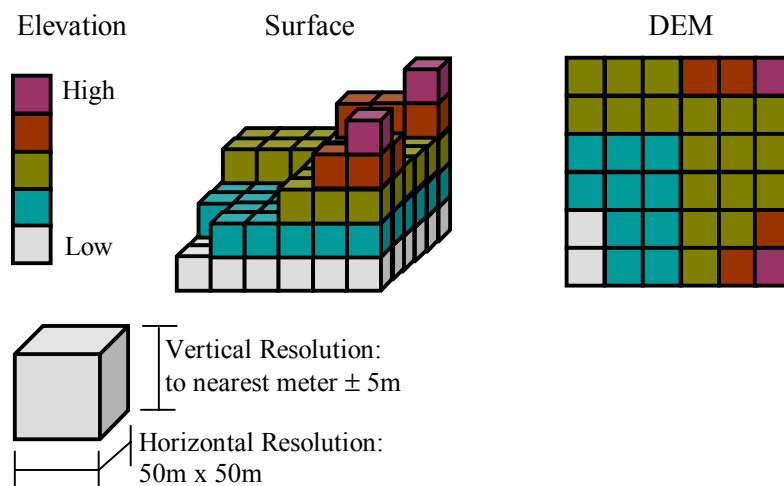 Elevation
Surface
DEM
High
Low
Vertical Resolution:
to nearest meter ± 5m
Horizontal Resolution:
50m x 50m